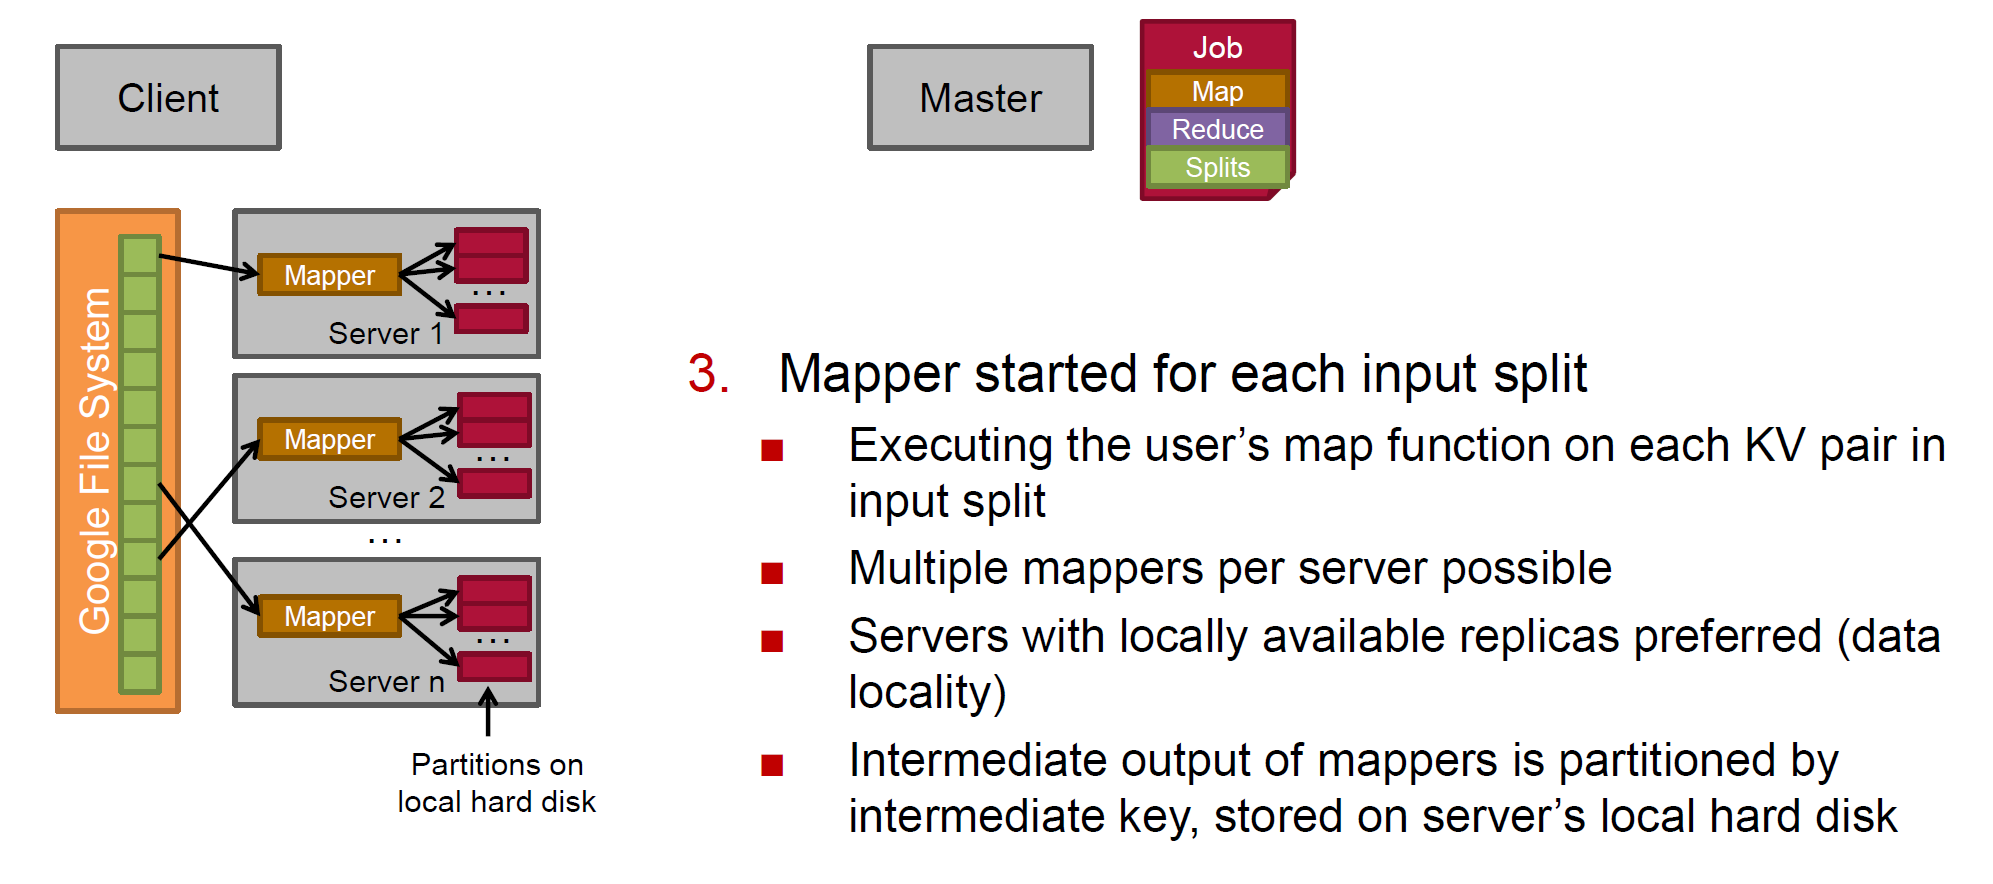 Client
Master
Job
Map
Reduce
Splits
Google File System
Mapper
...
Server 1
Mapper
...
Server 2
...
Mapper
...
Server n
Partitions on
local hard disk
3. Mapper started for each input split
■ Executing the user’s map function on each KV pair in
input split
■ Multiple mappers per server possible
■ Servers with locally available replicas preferred (data
locality)
■ Intermediate output of mappers is partitioned by
intermediate key, stored on server’s local hard disk